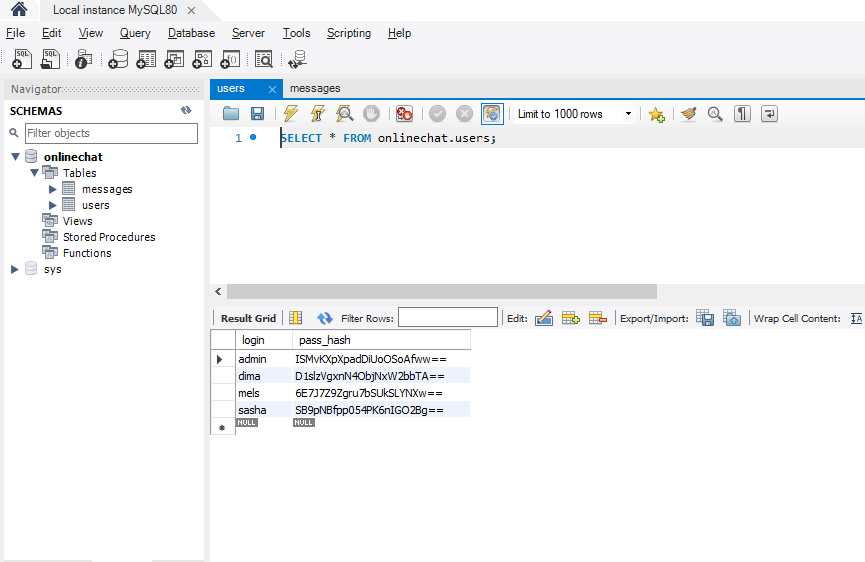 Local instance MySQL80
File Edit View Query Database Server Tools Scripting Help
Navigator
users messages
SCHEMAS
Limit to 1000 rows
Filter objects
1 SELECT * FROM onlinechat.users;
onlinechat
Tables
messages
users
Views
Stored Procedures
Functions
sys
Result Grid Filter Rows: Edit: Export/Import: Wrap Cell Content:
login pass_hash
admin ISMvKXpXpadDiUoOSoAfww==
dima D1slzVgxnN4ObjNxW2bbTA==
mels 6E7J7Z9Zgru7bSUkSLYNXw==
sasha SB9pNBfpp054PK6nIGO2Bg==
NULL NULL